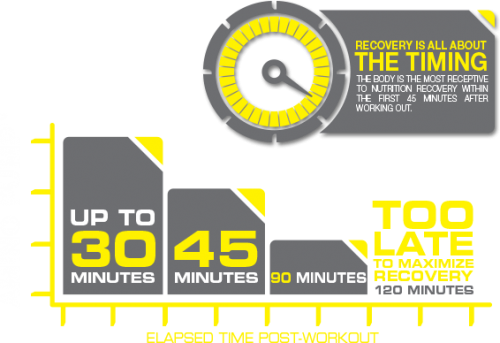 RECOVERY IS ALL ABOUT
THE TIMING
THE BODY IS THE MOST RECEPTIVE
TO NUTRITION RECOVERY WITHIN
THE FIRST 45 MINUTES AFTER
WORKING OUT.
UP TO
30
MINUTES
45
MINUTES
90 MINUTES
TOO
LATE
TO MAXIMIZE
RECOVERY
120 MINUTES
ELAPSED TIME POST-WORKOUT